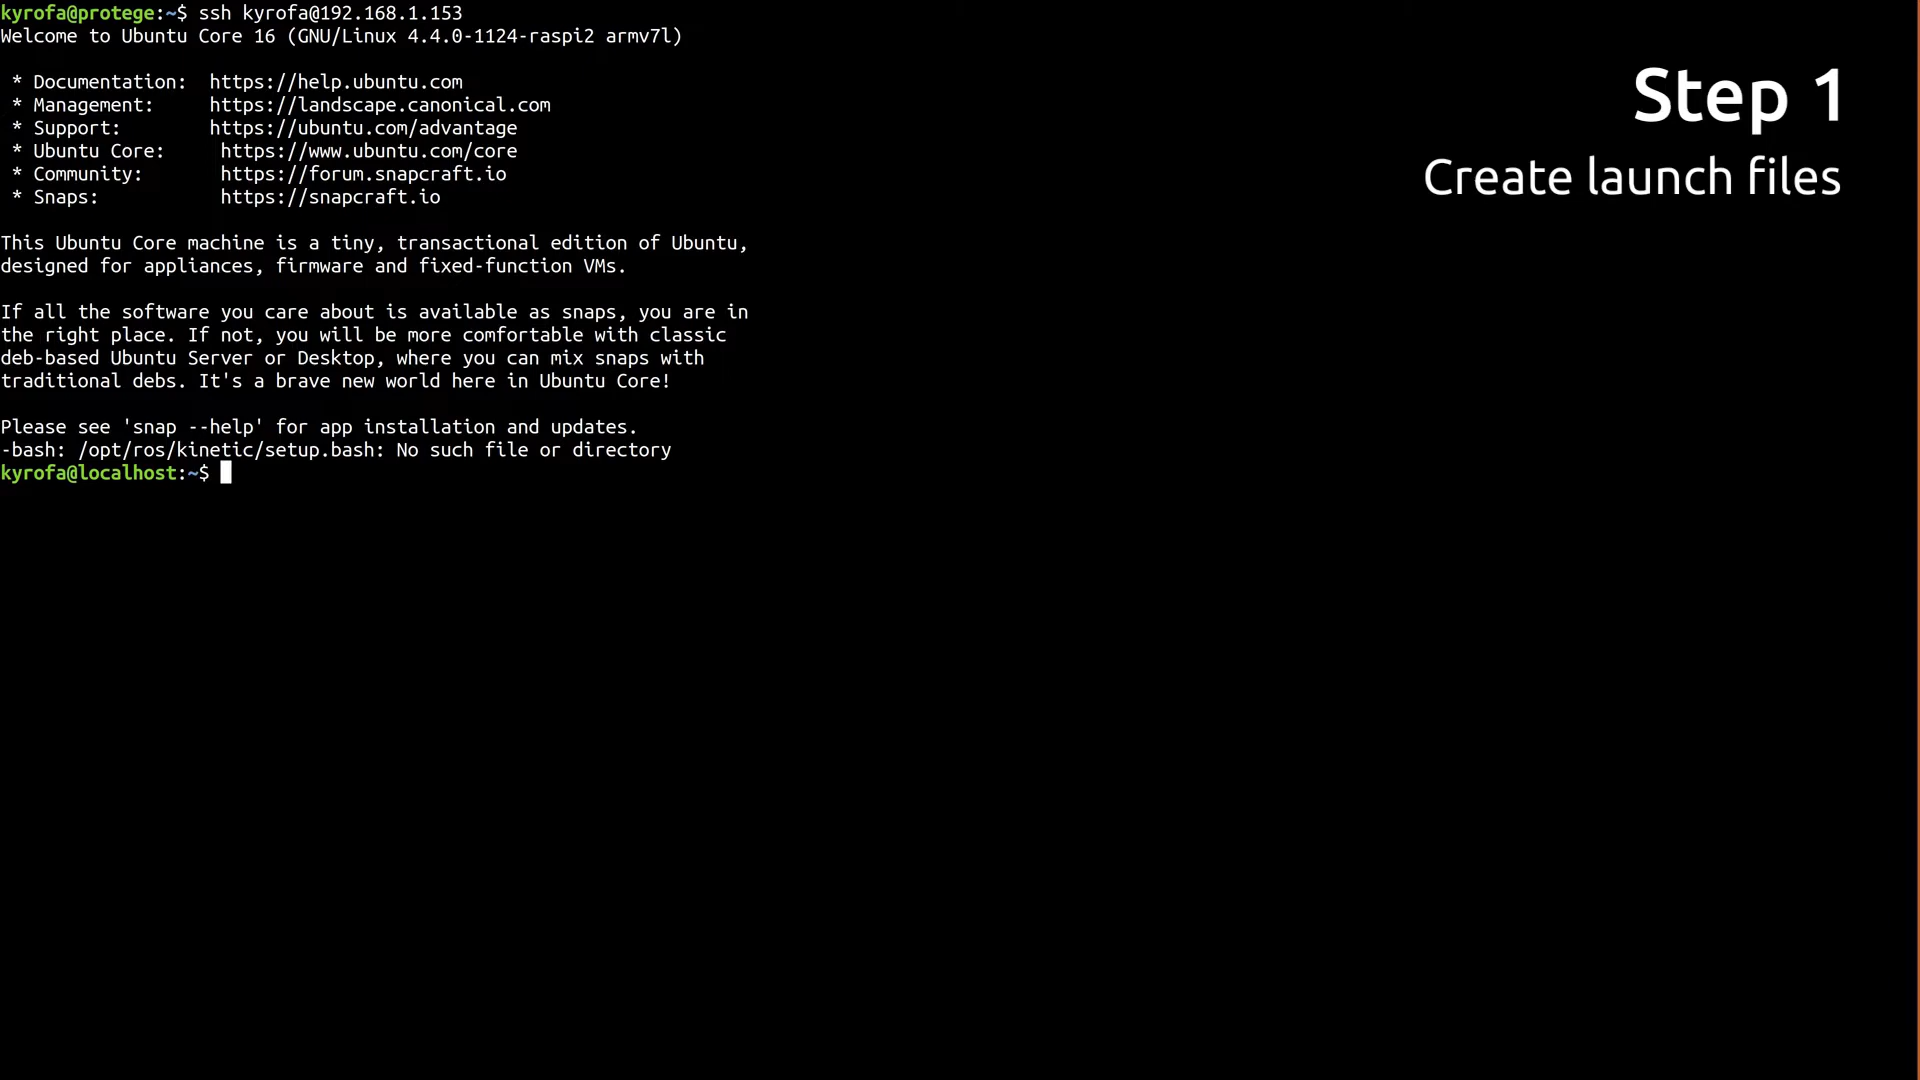 kyrofa@protege:~$ ssh kyrofa@192.168.1.153
Welcome to Ubuntu Core 16 (GNU/Linux 4.4.0-1124-raspi2 armv7l)
* Documentation:  https://help.ubuntu.com
* Management:     https://landscape.canonical.com
* Support:        https://ubuntu.com/advantage
* Ubuntu Core:     https://www.ubuntu.com/core
* Community:       https://forum.snapcraft.io
* Snaps:           https://snapcraft.io
This Ubuntu Core machine is a tiny, transactional edition of Ubuntu,
designed for appliances, firmware and fixed-function VMs.
If all the software you care about is available as snaps, you are in
the right place. If not, you will be more comfortable with classic
deb-based Ubuntu Server or Desktop, where you can mix snaps with
traditional debs. It's a brave new world here in Ubuntu Core!
Please see 'snap --help' for app installation and updates.
-bash: /opt/ros/kinetic/setup.bash: No such file or directory
kyrofa@localhost:~$
Step 1
Create launch files